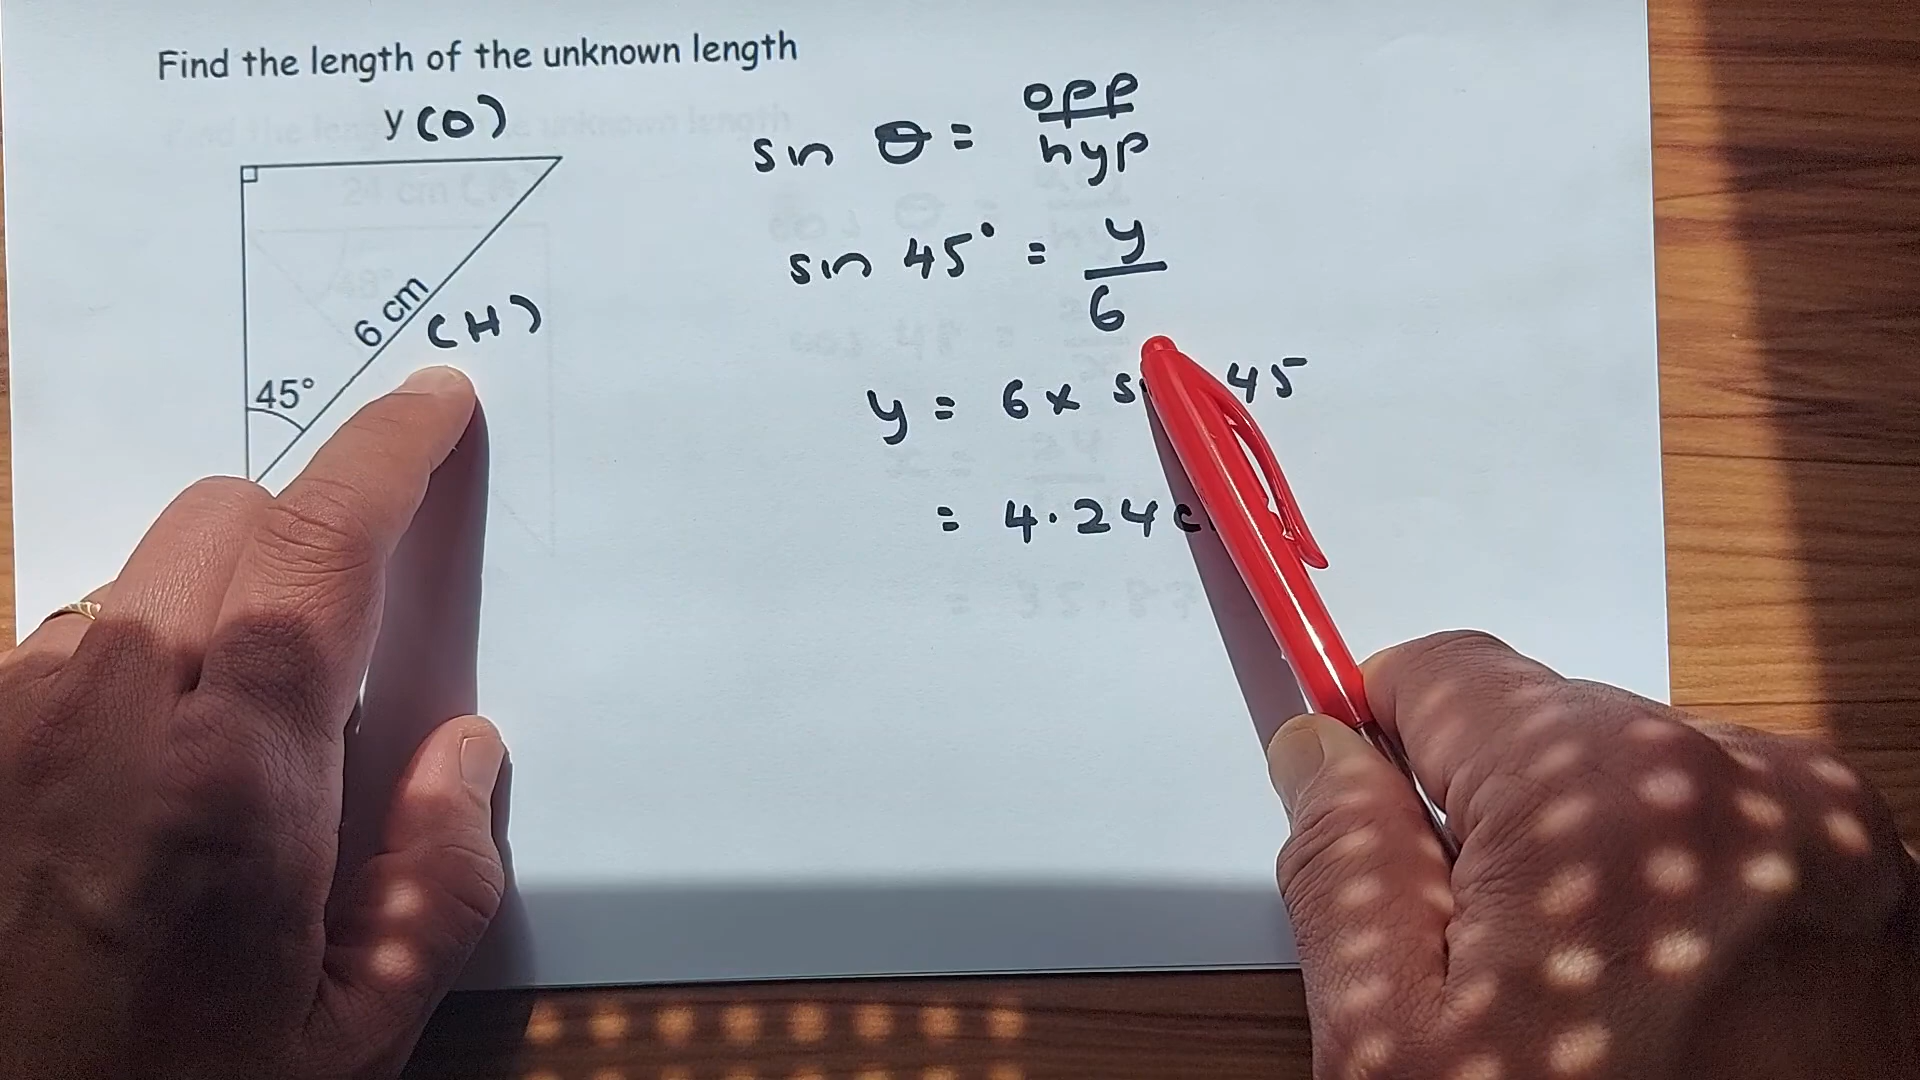 Find the length of the unknown length
y (O)
6 cm
(H)
45°
sin θ = opp
hyp
sin 45° = y
6
y = 6 x 45
= 4.24